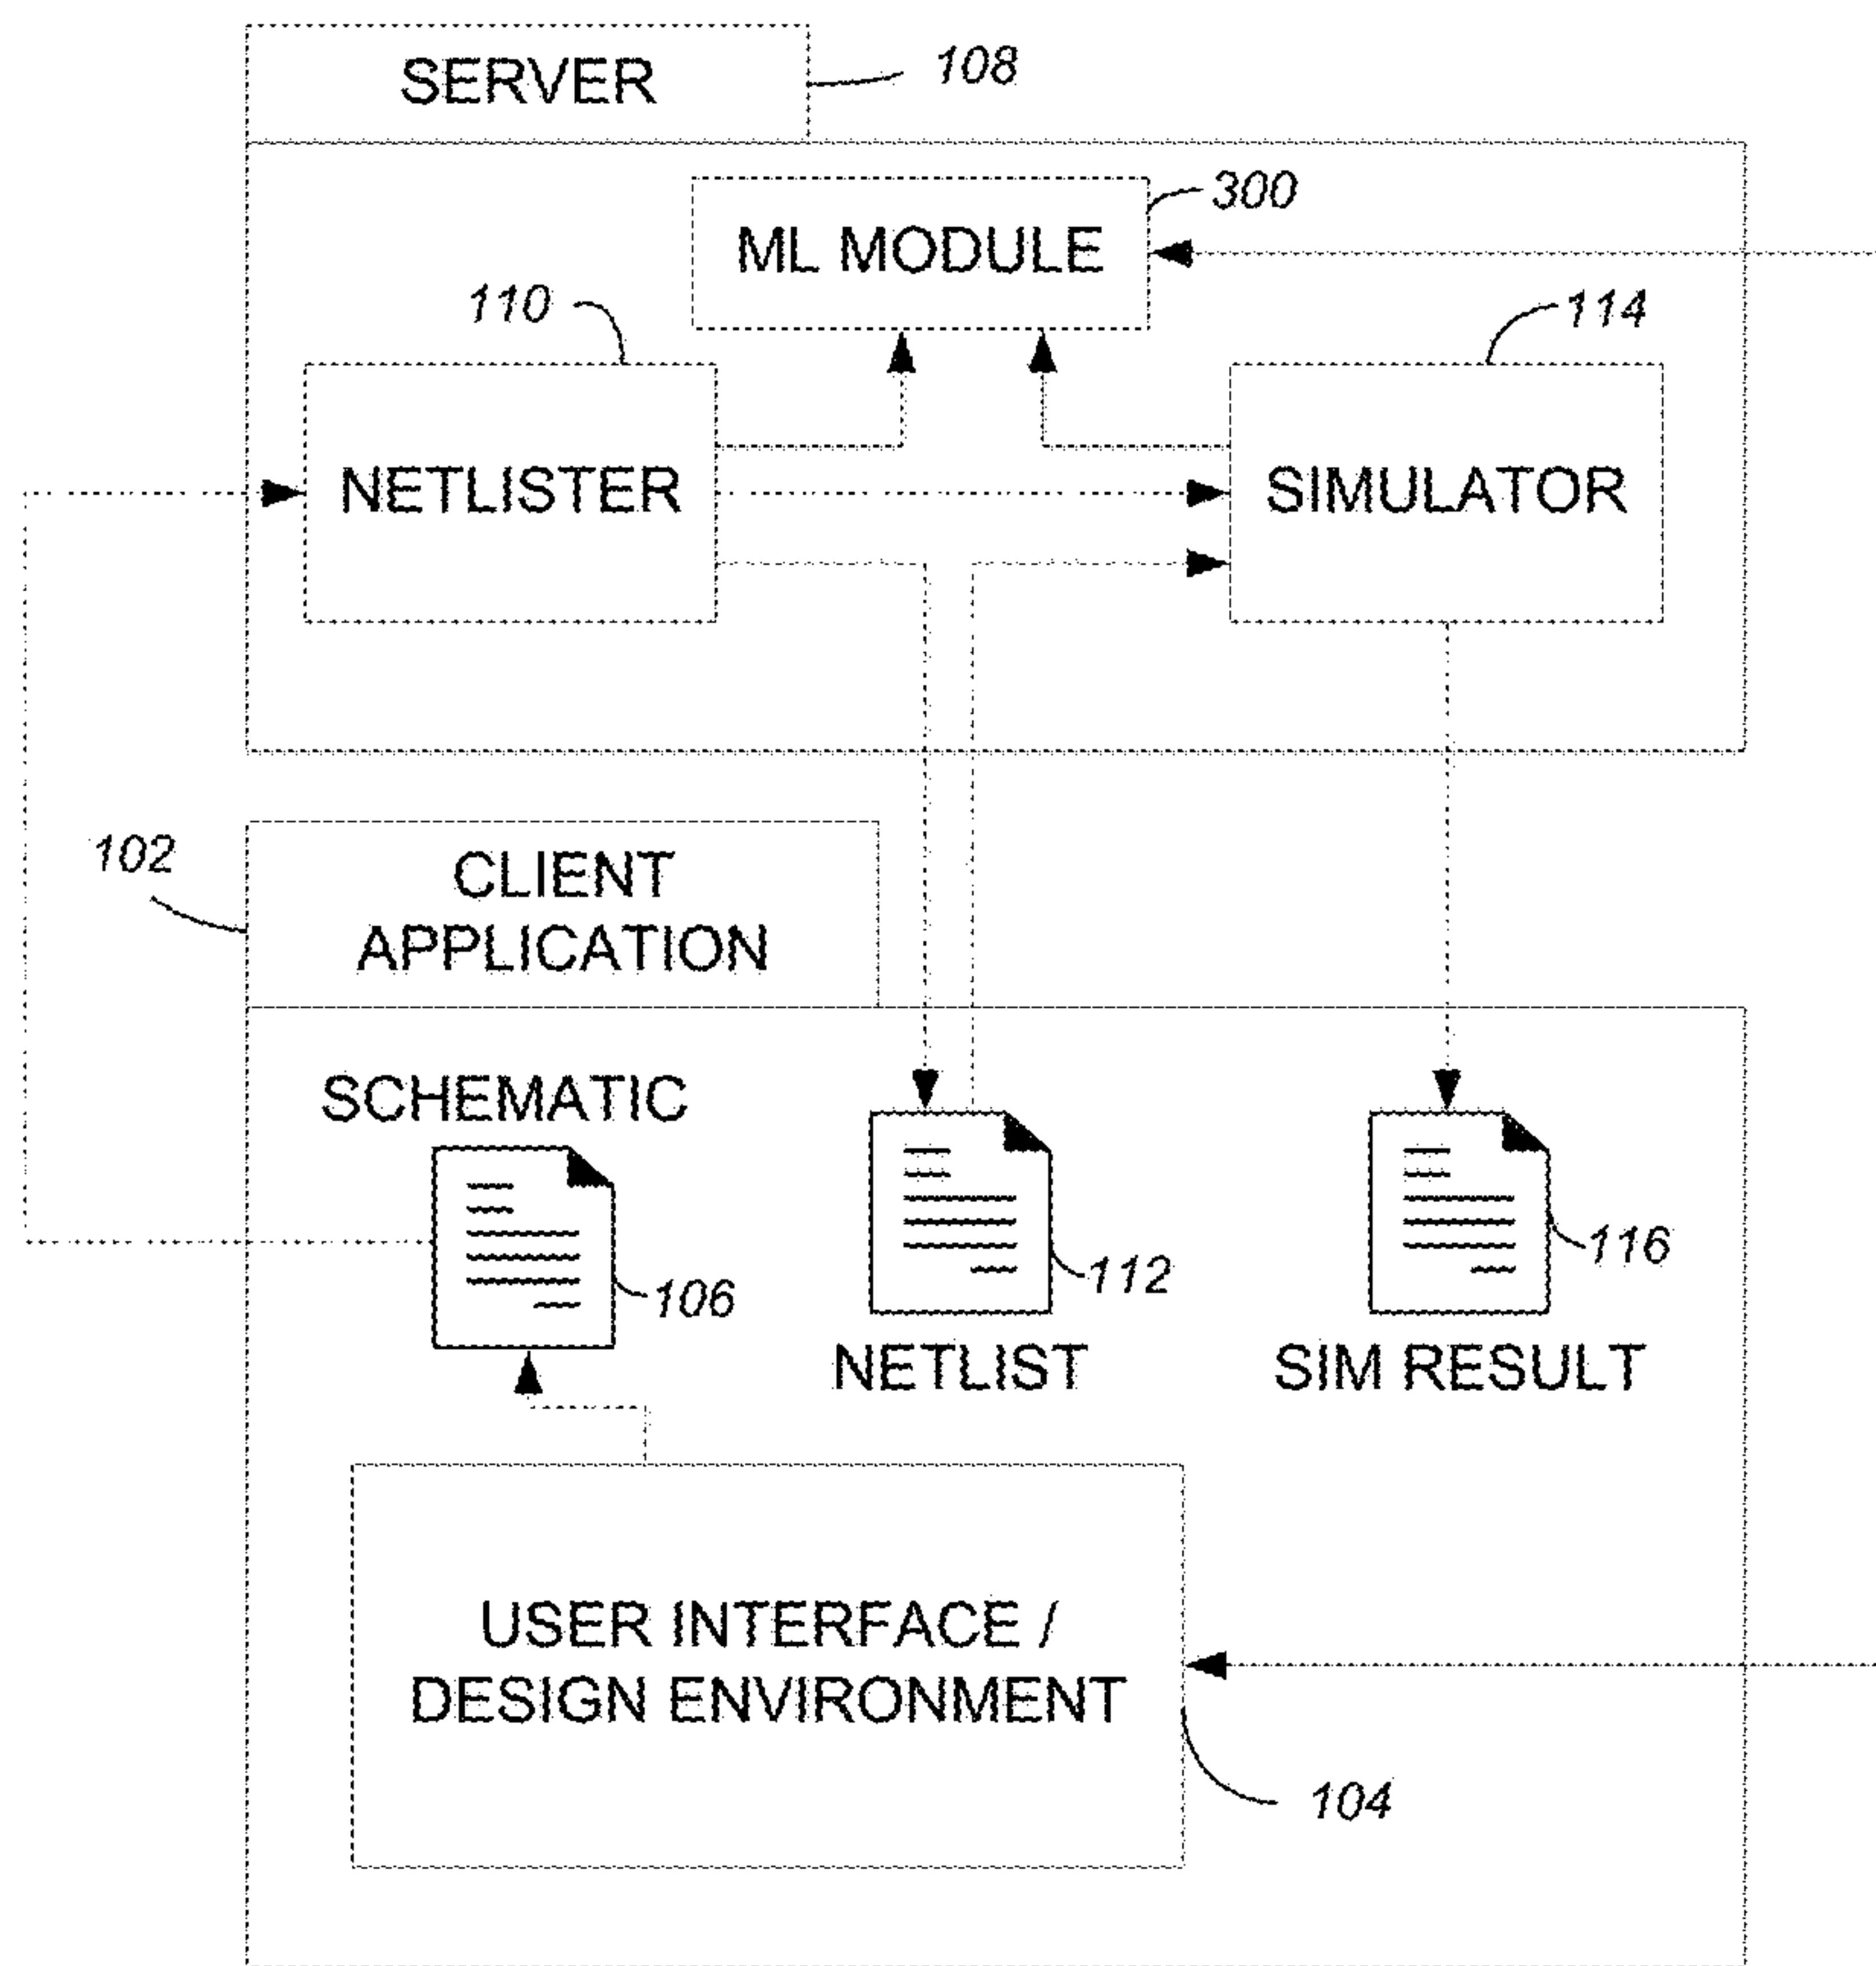 SERVER
108
ML MODULE
300
110
114
NETLISTER
SIMULATOR
102
CLIENT
APPLICATION
SCHEMATIC
106
112
116
NETLIST
SIM RESULT
USER INTERFACE /
DESIGN ENVIRONMENT
104